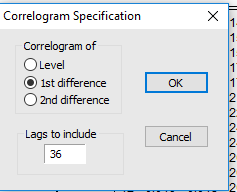 Correlogram Specification
Correlogram of
Level
1st difference
2nd difference
OK
Lags to include
36
Cancel